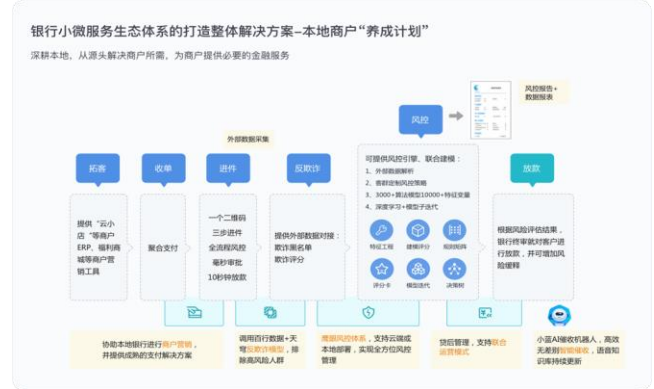 银行小微服务生态体系的打造整体解决方案-本地商户“养成计划”
深耕本地、从源头解决商户所需，为商户提供必要的金融服务
风控报告+
数据报表
风控
外部数据采集
拓客
收单
进件
反欺诈
放款
可提供风控引擎、联合建模：
1、外部数据解析
2、客群定制风控策略
3、3000+算法模型10000+特征变量
4、深度学习+模型子迭代
提供“云小
店”等商户
ERP、福利商
城等商户营
销工具
聚合支付
一个二维码
三步进件
全流程风控
毫秒审批
10秒钟放款
提供外部数据对接：
欺诈黑名单
欺诈评分
特征工程
建模评分
规则矩阵
评分卡
模型迭代
决策树
根据风险评估结果，
银行终审就对客户进
行放款，并可增加风
险缓释
协助本地银行进行商户营销，
并提供成熟的支付解决方案
调用百行数据+天
穹反欺诈模型，排
除高风险人群
鹰眼风控体系，支持云端或
本地部署，实现全方位风控
管理
贷后管理，支持联合
运营模式
小蓝AI催收机器人，高效
无差别智能催收，语音知
识库持续更新